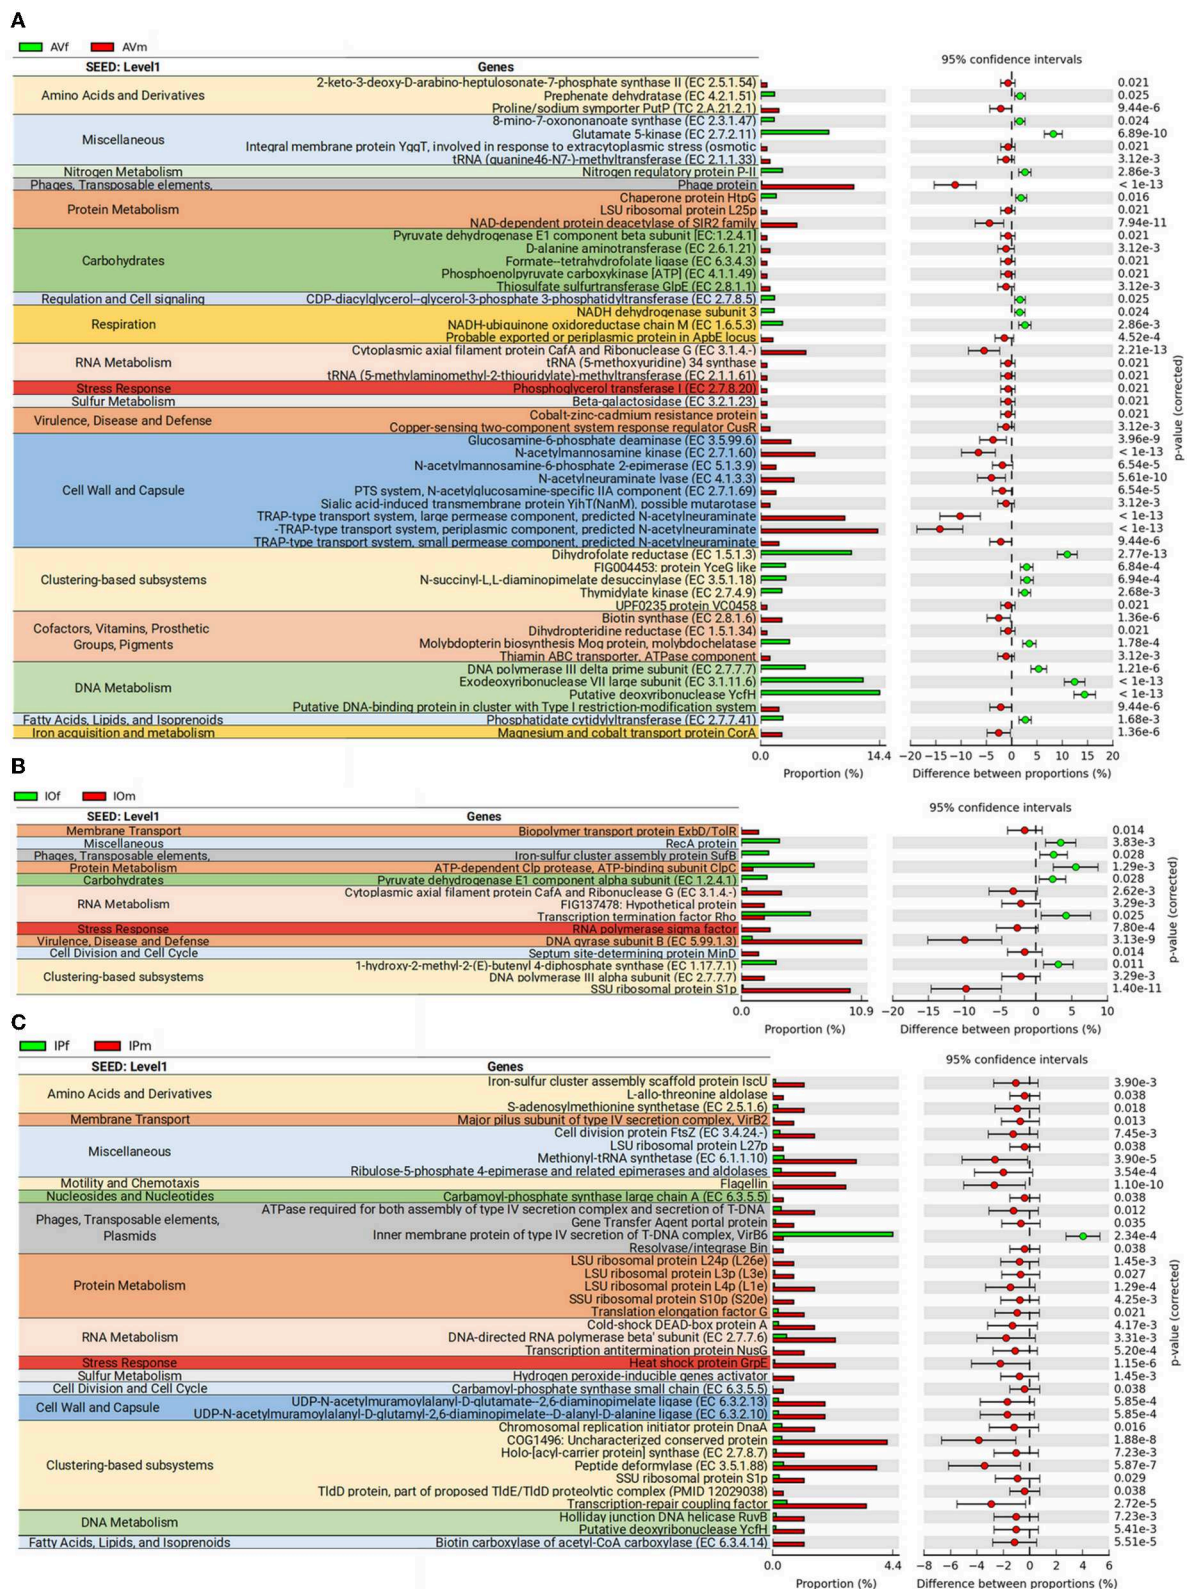 A
AVf AVm
SEED: Level1 Genes
95% confidence intervals
2-keto-3-deoxy-D-arabino-heptulosonate-7-phosphate synthase II (EC 2.5.1.54) 0.021
Amino Acids and Derivatives Prephenate dehydratase (EC 4.2.1.51) 0.025
Proline/sodium symporter PutP (TC 2.A.21.2.1) 9.44e-6
8-mino-7-oxononanoate synthase (EC 2.3.1.47) 0.024
Miscellaneous Glutamate 5-kinase (EC 2.7.2.11) 6.89e-10
Integral membrane protein YggT, involved in response to extracytoplasmic stress (osmotic 0.021
tRNA (guanine46-N7-)-methyltransferase (EC 2.1.1.33) 3.12e-3
Nitrogen Metabolism Nitrogen regulatory protein P-II 2.86e-3
Phages, Transposable elements, Phage protein < 1e-13
Chaperone protein HtpG 0.016
Protein Metabolism LSU ribosomal protein L25p 0.021
NAD-dependent protein deacetylase of SIR2 family 7.94e-11
Pyruvate dehydrogenase E1 component beta subunit [EC:1.2.4.1] 0.021
D-alanine aminotransferase (EC 2.6.1.21) 3.12e-3
Carbohydrates Formate--tetrahydrofolate ligase (EC 6.3.4.3) 0.021
Phosphoenolpyruvate carboxykinase [ATP] (EC 4.1.1.49) 0.021
Thiosulfate sulfurtransferase GlpE (EC 2.8.1.1) 3.12e-3
Regulation and Cell signaling CDP-diacylglycerol--glycerol-3-phosphate 3-phosphatidyltransferase (EC 2.7.8.5) 0.025
NADH dehydrogenase subunit 3 0.024
Respiration NADH-ubiquinone oxidoreductase chain M (EC 1.6.5.3) 2.86e-3
Probable exported or periplasmic protein in ApbE locus 4.52e-4
Cytoplasmic axial filament protein CafA and Ribonuclease G (EC 3.1.4.-) 2.21e-13
RNA Metabolism tRNA (5-methoxyuridine) 34 synthase 0.021
tRNA (5-methylaminomethyl-2-thiouridylate)-methyltransferase (EC 2.1.1.61) 0.021
Stress Response Phosphoglycerol transferase I (EC 2.7.8.20) 0.021
Sulfur Metabolism Beta-galactosidase (EC 3.2.1.23) 0.021
Virulence, Disease and Defense Cobalt-zinc-cadmium resistance protein 0.021
Copper-sensing two-component system response regulator CusR 3.12e-3
Glucosamine-6-phosphate deaminase (EC 3.5.99.6) 3.96e-9
N-acetylmannosamine kinase (EC 2.7.1.60) < 1e-13
N-acetylmannosamine-6-phosphate 2-epimerase (EC 5.1.3.9) 6.54e-5
N-acetylneuraminate lyase (EC 4.1.3.3) 5.61e-10
Cell Wall and Capsule PTS system, N-acetylglucosamine-specific IIA component (EC 2.7.1.69) 6.54e-5
Sialic acid-induced transmembrane protein YjhT(NanM), possible mutarotase 3.12e-3
TRAP-type transport system, large permease component, predicted N-acetylneuraminate < 1e-13
-TRAP-type transport system, periplasmic component, predicted N-acetylneuraminate < 1e-13
TRAP-type transport system, small permease component, predicted N-acetylneuraminate 9.44e-6
Dihydrofolate reductase (EC 1.5.1.3) 2.77e-13
FIG004453: protein YceG like 6.84e-4
Clustering-based subsystems N-succinyl-L,L-diaminopimelate desuccinylase (EC 3.5.1.18) 6.94e-4
Thymidylate kinase (EC 2.7.4.9) 2.68e-3
UPF0235 protein VC0458 0.021
Biotin synthase (EC 2.8.1.6) 1.36e-6
Cofactors, Vitamins, Prosthetic Dihydropteridine reductase (EC 1.5.1.34) 0.021
Groups, Pigments Molybdopterin biosynthesis Mog protein, molybdochelatase 1.78e-4
Thiamin ABC transporter, ATPase component 3.12e-3
DNA polymerase III delta prime subunit (EC 2.7.7.7) 1.21e-6
Exodeoxyribonuclease VII large subunit (EC 3.1.11.6) < 1e-13
DNA Metabolism Putative deoxyribonuclease YcfH < 1e-13
Putative DNA-binding protein in cluster with Type I restriction-modification system 9.44e-6
Fatty Acids, Lipids, and Isoprenoids Phosphatidate cytidylyltransferase (EC 2.7.7.41) 1.68e-3
Iron acquisition and metabolism Magnesium and cobalt transport protein CorA 1.36e-6
p-value (corrected)
0.0 14.4 −20 −15 −10 −5 0 5 10 15 20
Proportion (%) Difference between proportions (%)
B
IOf IOm
SEED: Level1 Genes
95% confidence intervals
Membrane Transport Biopolymer transport protein ExbD/TolR 0.014
Miscellaneous RecA protein 3.83e-3
Phages, Transposable elements, Iron-sulfur cluster assembly protein SufB 0.028
Protein Metabolism ATP-dependent Clp protease, ATP-binding subunit ClpC 1.29e-3
Carbohydrates Pyruvate dehydrogenase E1 component alpha subunit (EC 1.2.4.1) 0.028
Cytoplasmic axial filament protein CafA and Ribonuclease G (EC 3.1.4.-) 2.62e-3
RNA Metabolism FIG137478: Hypothetical protein 3.29e-3
Transcription termination factor Rho 0.025
Stress Response RNA polymerase sigma factor 7.80e-4
Virulence, Disease and Defense DNA gyrase subunit B (EC 5.99.1.3) 3.13e-9
Cell Division and Cell Cycle Septum site-determining protein MinD 0.014
1-hydroxy-2-methyl-2-(E)-butenyl 4-diphosphate synthase (EC 1.17.7.1) 0.011
Clustering-based subsystems DNA polymerase III alpha subunit (EC 2.7.7.7) 3.29e-3
SSU ribosomal protein S1p 1.40e-11
p-value (corrected)
0.0 10.9 −20 −15 −10 −5 0 5 10
Proportion (%) Difference between proportions (%)
C
IPf IPm
SEED: Level1 Genes
95% confidence intervals
Iron-sulfur cluster assembly scaffold protein IscU 3.90e-3
Amino Acids and Derivatives L-allo-threonine aldolase 0.038
S-adenosylmethionine synthetase (EC 2.5.1.6) 0.018
Membrane Transport Major pilus subunit of type IV secretion complex, VirB2 0.013
Cell division protein FtsZ (EC 3.4.24.-) 7.45e-3
Miscellaneous LSU ribosomal protein L27p 0.038
Methionyl-tRNA synthetase (EC 6.1.1.10) 3.90e-5
Ribulose-5-phosphate 4-epimerase and related epimerases and aldolases 3.54e-4
Motility and Chemotaxis Flagellin 1.10e-10
Nucleosides and Nucleotides Carbamoyl-phosphate synthase large chain A (EC 6.3.5.5) 0.038
ATPase required for both assembly of type IV secretion complex and secretion of T-DNA 0.012
Phages, Transposable elements, Gene Transfer Agent portal protein 0.035
Plasmids Inner membrane protein of type IV secretion of T-DNA complex, VirB6 2.34e-4
Resolvase/integrase Bin 0.038
LSU ribosomal protein L24p (L26e) 1.45e-3
LSU ribosomal protein L3p (L3e) 0.027
Protein Metabolism LSU ribosomal protein L4p (L1e) 1.29e-4
SSU ribosomal protein S10p (S20e) 4.25e-3
Translation elongation factor G 0.021
Cold-shock DEAD-box protein A 4.17e-3
RNA Metabolism DNA-directed RNA polymerase beta' subunit (EC 2.7.7.6) 3.31e-3
Transcription antitermination protein NusG 5.20e-4
Stress Response Heat shock protein GrpE 1.15e-6
Sulfur Metabolism Hydrogen peroxide-inducible genes activator 1.45e-3
Cell Division and Cell Cycle Carbamoyl-phosphate synthase small chain (EC 6.3.5.5) 0.038
Cell Wall and Capsule UDP-N-acetylmuramoylalanyl-D-glutamate--2,6-diaminopimelate ligase (EC 6.3.2.13) 5.85e-4
UDP-N-acetylmuramoylalanyl-D-glutamyl-2,6-diaminopimelate--D-alanyl-D-alanine ligase (EC 6.3.2.10) 5.85e-4
Chromosomal replication initiator protein DnaA 0.016
COG1496: Uncharacterized conserved protein 1.88e-8
Holo-[acyl-carrier protein] synthase (EC 2.7.8.7) 7.23e-3
Clustering-based subsystems Peptide deformylase (EC 3.5.1.88) 5.87e-7
SSU ribosomal protein S1p 0.029
TldD protein, part of proposed TldE/TldD proteolytic complex (PMID 12029038) 0.038
Transcription-repair coupling factor 2.72e-5
Holliday junction DNA helicase RuvB 7.23e-3
DNA Metabolism Putative deoxyribonuclease YcfH 5.41e-3
Fatty Acids, Lipids, and Isoprenoids Biotin carboxylase of acetyl-CoA carboxylase (EC 6.3.4.14) 5.51e-5
p-value (corrected)
0.0 4.4 −8 −6 −4 −2 0 2 4 6
Proportion (%) Difference between proportions (%)